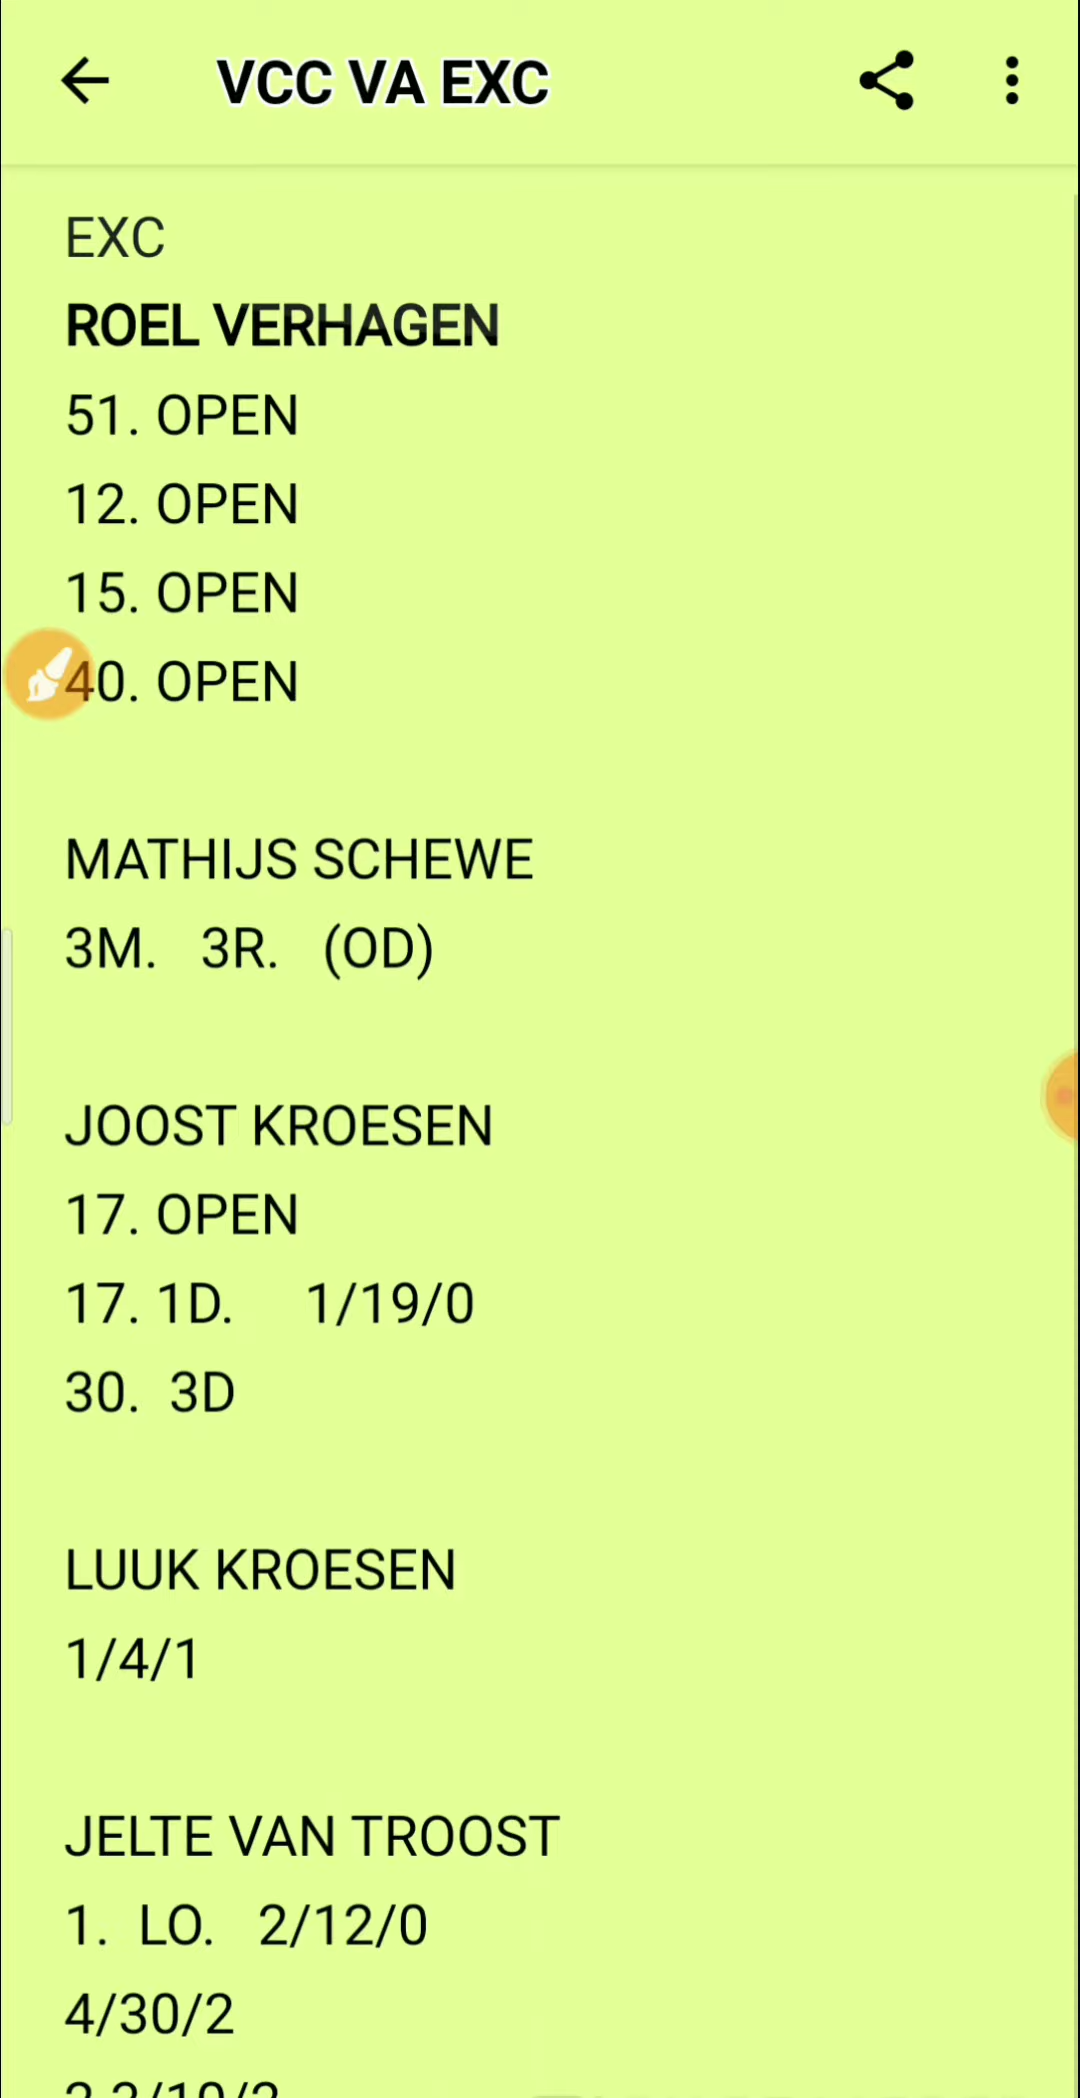 VCC VA EXC
EXC
ROEL VERHAGEN
51. OPEN
12. OPEN
15. OPEN
40. OPEN
MATHIJS SCHEWE
3M. 3R. (OD)
JOOST KROESEN
17. OPEN
17. 1D. 1/19/0
30. 3D
LUUK KROESEN
1/4/1
JELTE VAN TROOST
1. LO. 2/12/0
4/30/2